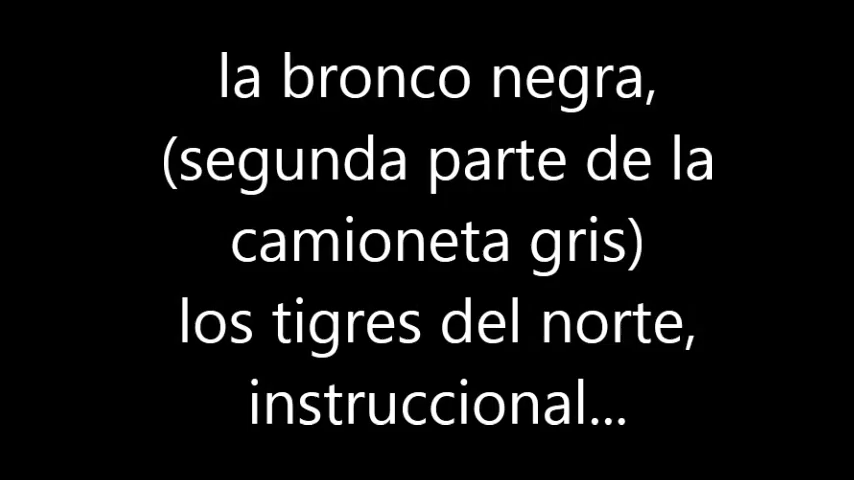 la bronco negra,
(segunda parte de la
camioneta gris)
los tigres del norte,
instruccional...